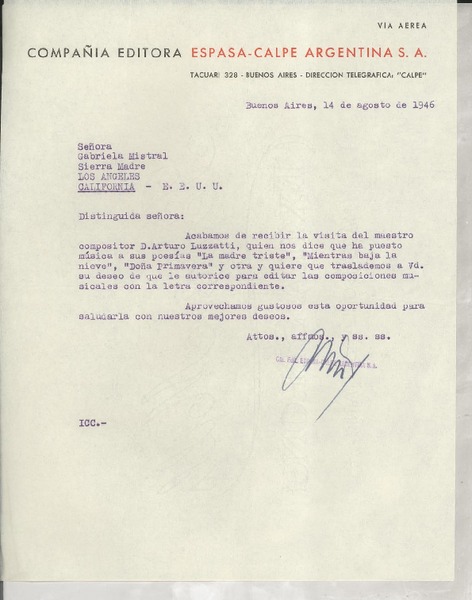 VIA AEREA
COMPAÑIA EDITORA ESPASA-CALPE ARGENTINA S. A.
TACUARI 328 - BUENOS AIRES - DIRECCION TELEGRAFICA: "CALPE"
Buenos Aires, 14 de agosto de 1946
Señora
Gabriela Mistral
Sierra Madre
LOS ANGELES
CALIFORNIA - E. E. U. U.
Distinguida señora:
Acabamos de recibir la visita del maestro
compositor D.Arturo Luzzatti, quien nos dice que ha puesto
música a sus poesías "La madre triste", "Mientras baja la
nieve", "Doña Primavera" y otra y quiere que traslademos a Vd.
su deseo de que le autorice para editar las composiciones mu-
sicales con la letra correspondiente.
Aprovechamos gustosos esta oportunidad para
saludarla con nuestros mejores deseos.
Attos., affmos., y ss. ss.
ICC.-